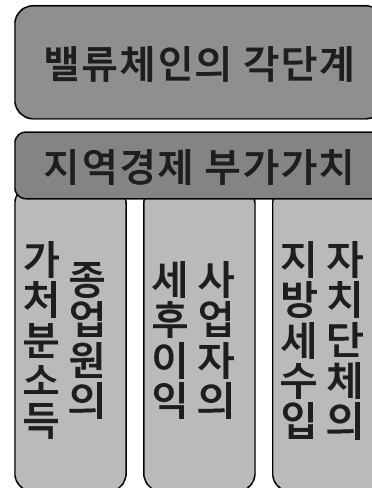 밸류체인의 각단계
지역경제 부가가치
종업원의
가처분소득
사업자의
세후이익
자치단체의
지방세수입